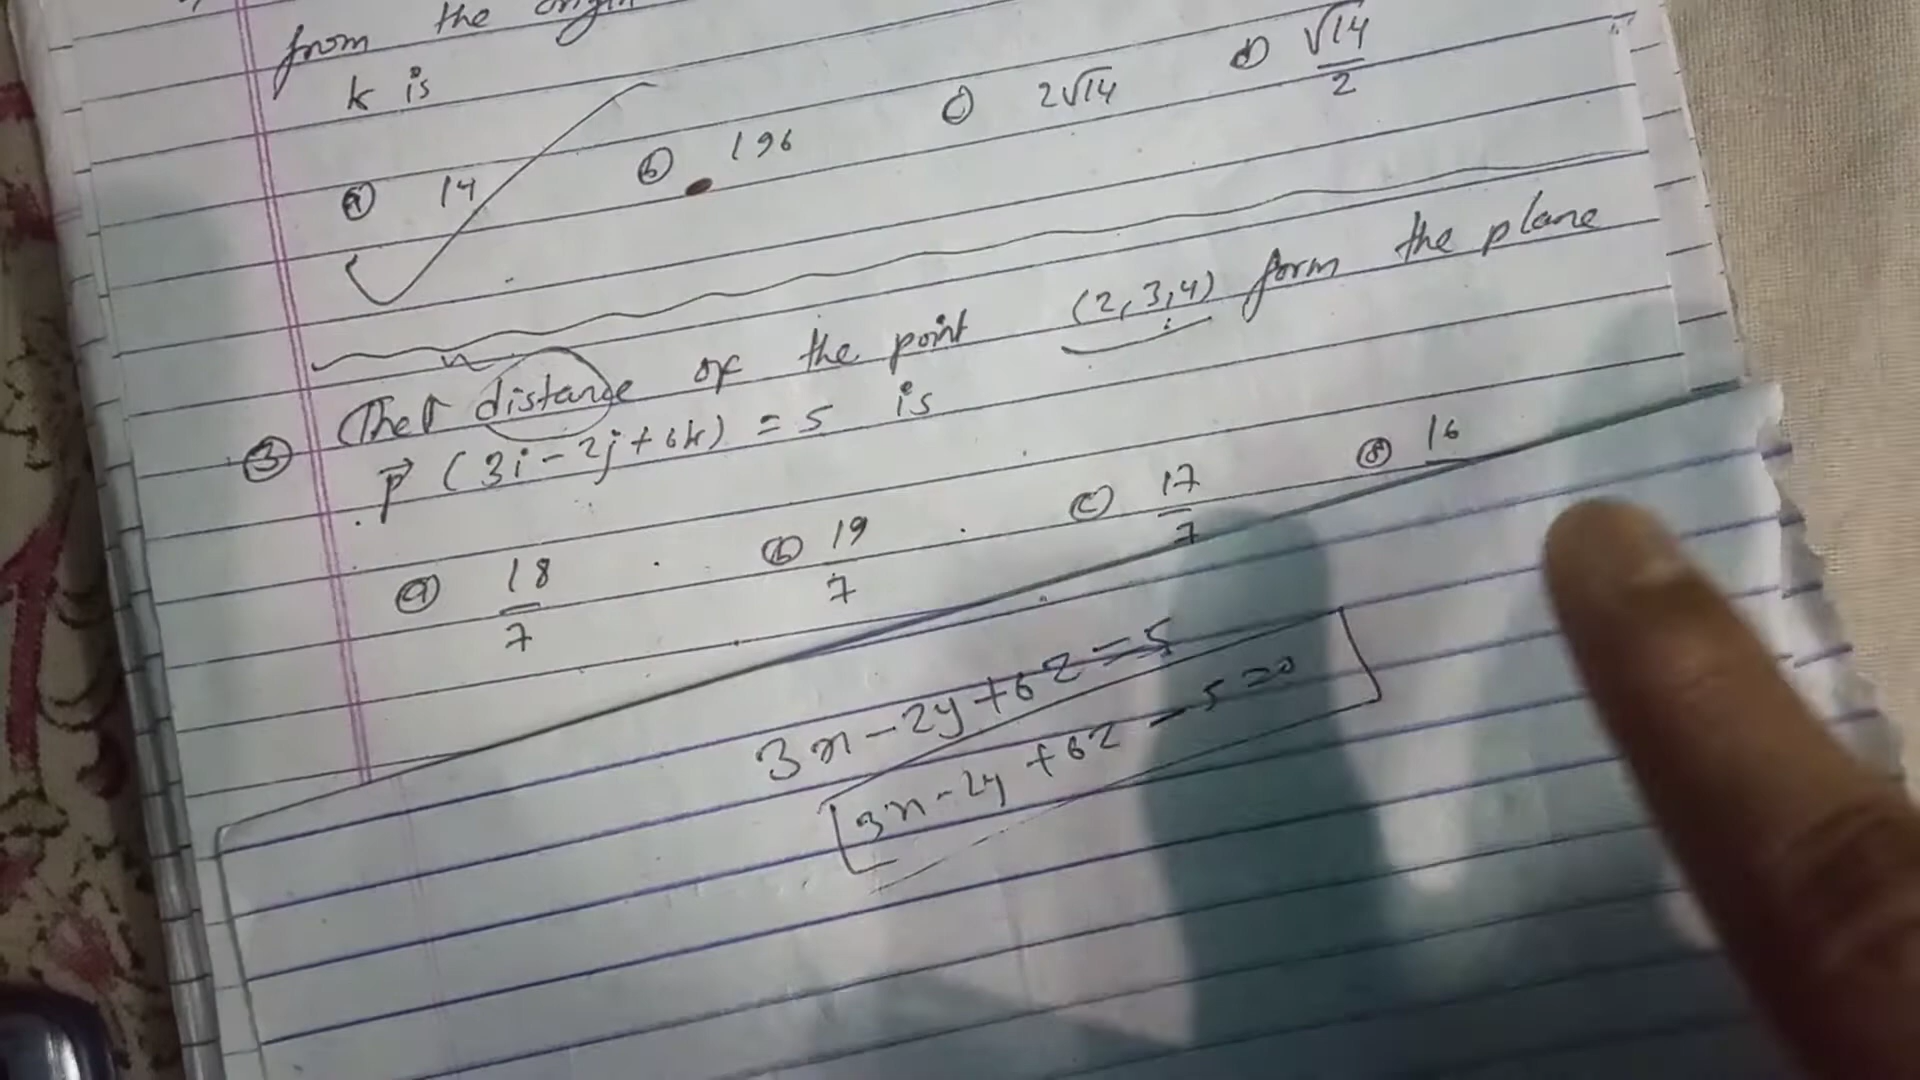 from the origin
k is
(a) 14 (b) 196 (c) 2√14 (d) √14/2
(3) The distance of the point (2,3,4) form the plane
r⃗ (3i - 2j + 6k) = 5 is
(a) 18/7 (b) 19/7 (c) 17/7 (d) 16
3x - 2y + 6z = 5
3x - 2y + 6z - 5 = 0